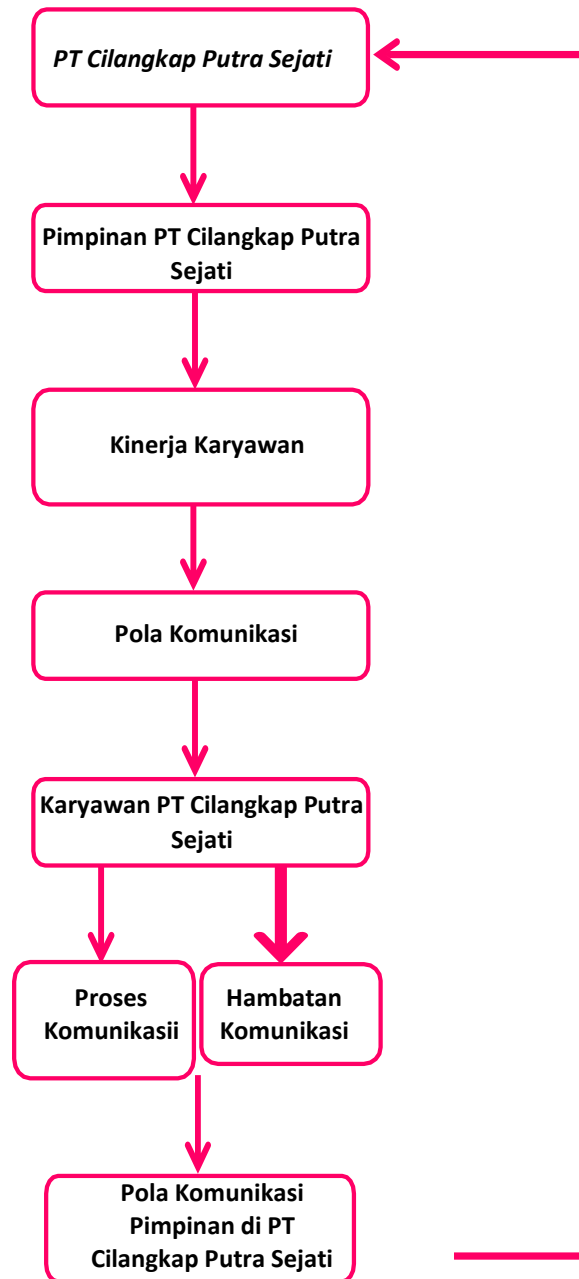 PT Cilangkap Putra Sejati
Pimpinan PT Cilangkap Putra
Sejati
Kinerja Karyawan
Pola Komunikasi
Karyawan PT Cilangkap Putra
Sejati
Proses
Komunikasii
Hambatan
Komunikasi
Pola Komunikasi
Pimpinan di PT
Cilangkap Putra Sejati